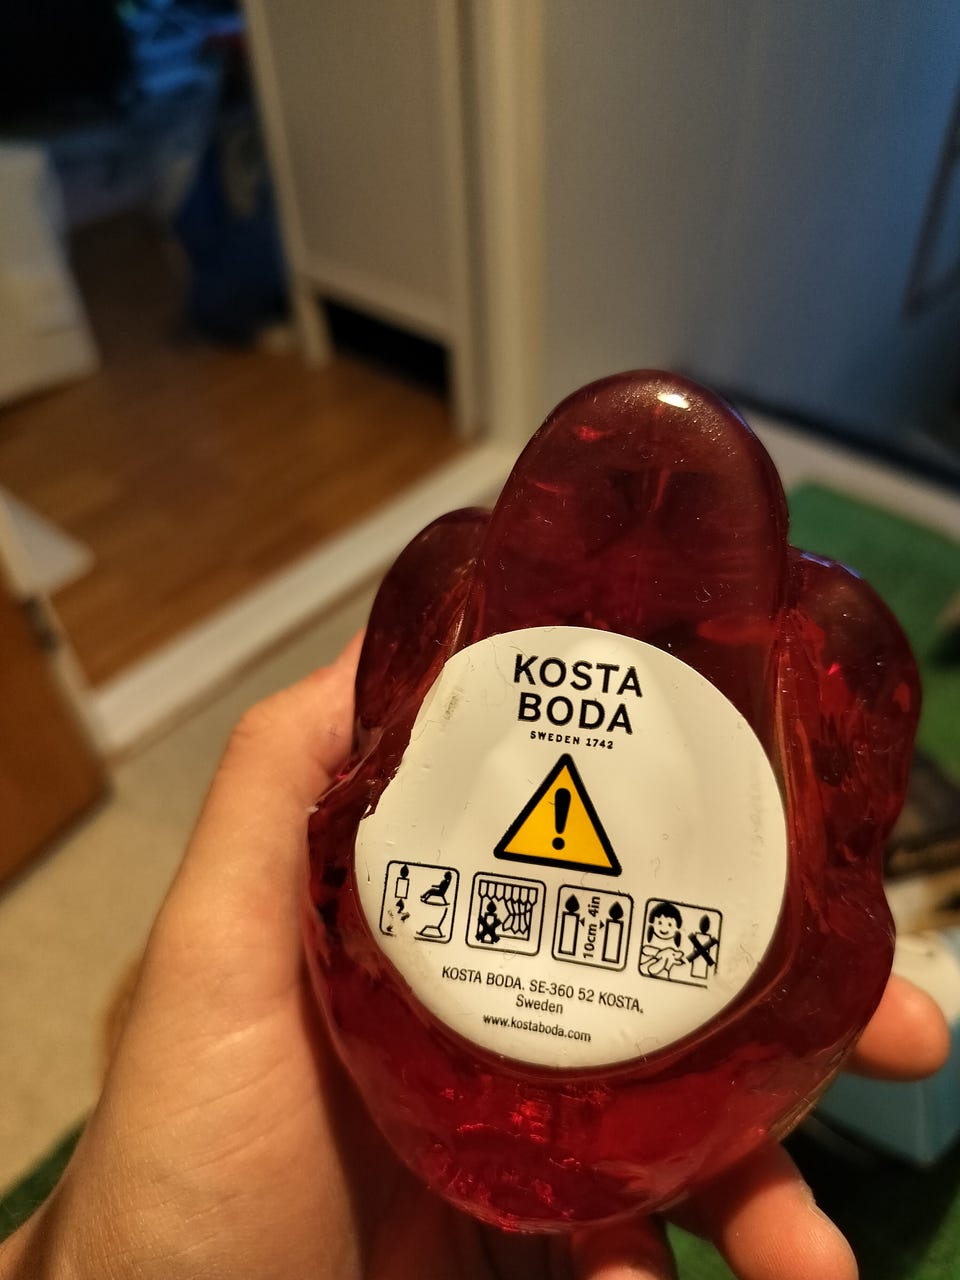 KOSTA
BODA
SWEDEN 1742
10cm 4in
KOSTA BODA, SE-360 52 KOSTA,
Sweden
www.kostaboda.com